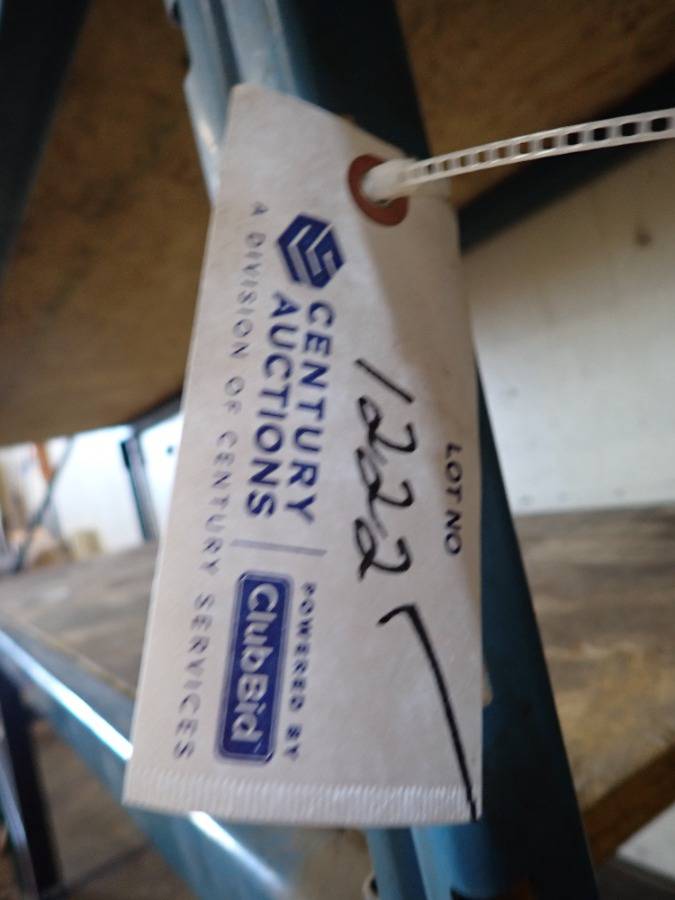 LOT NO
1222
CENTURY
AUCTIONS
POWERED BY
ClubBid
A DIVISION OF CENTURY SERVICES